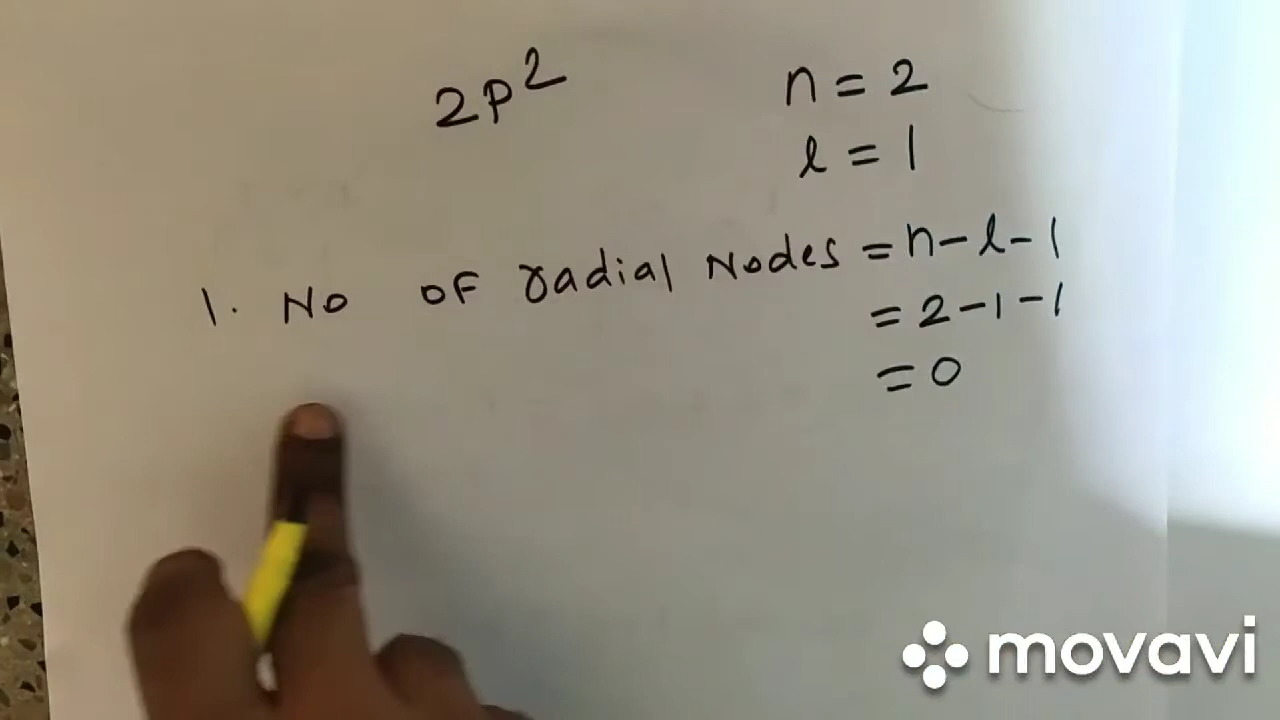 2p²
n = 2
l = 1
1. No OF radial Nodes = n - l - 1
= 2 - 1 - 1
= 0
movavi